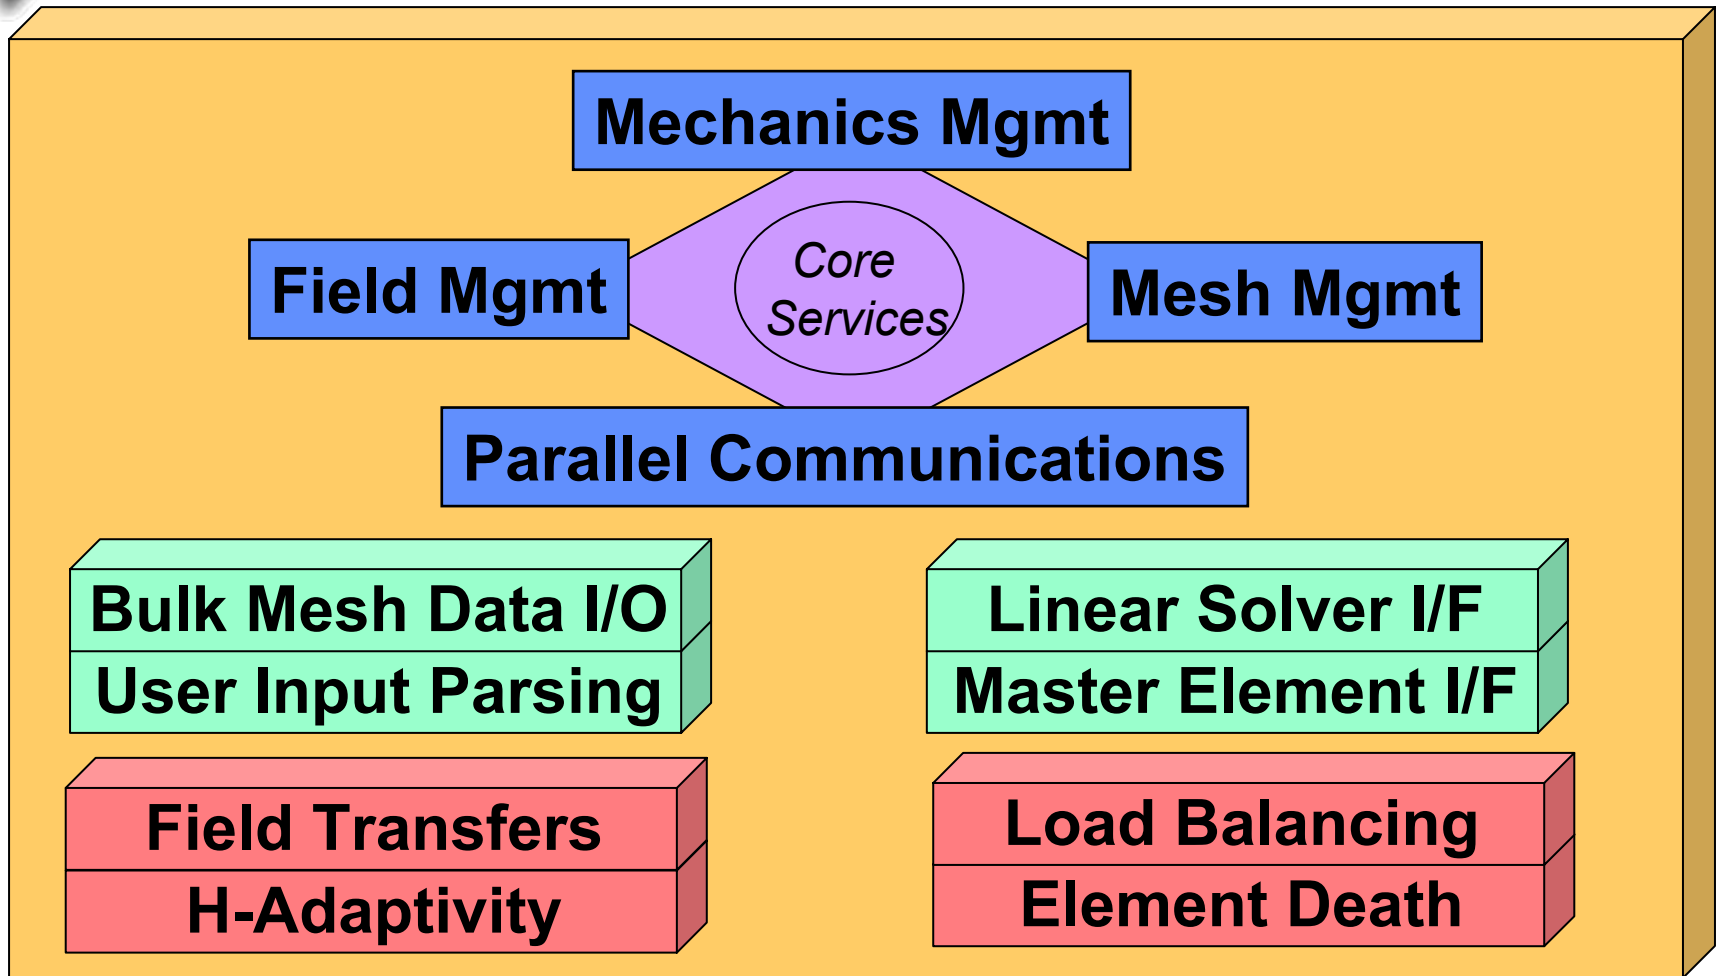 Mechanics Mgmt
Core
Services
Field Mgmt
Mesh Mgmt
Parallel Communications
Bulk Mesh Data I/O
User Input Parsing
Linear Solver I/F
Master Element I/F
Field Transfers
H-Adaptivity
Load Balancing
Element Death